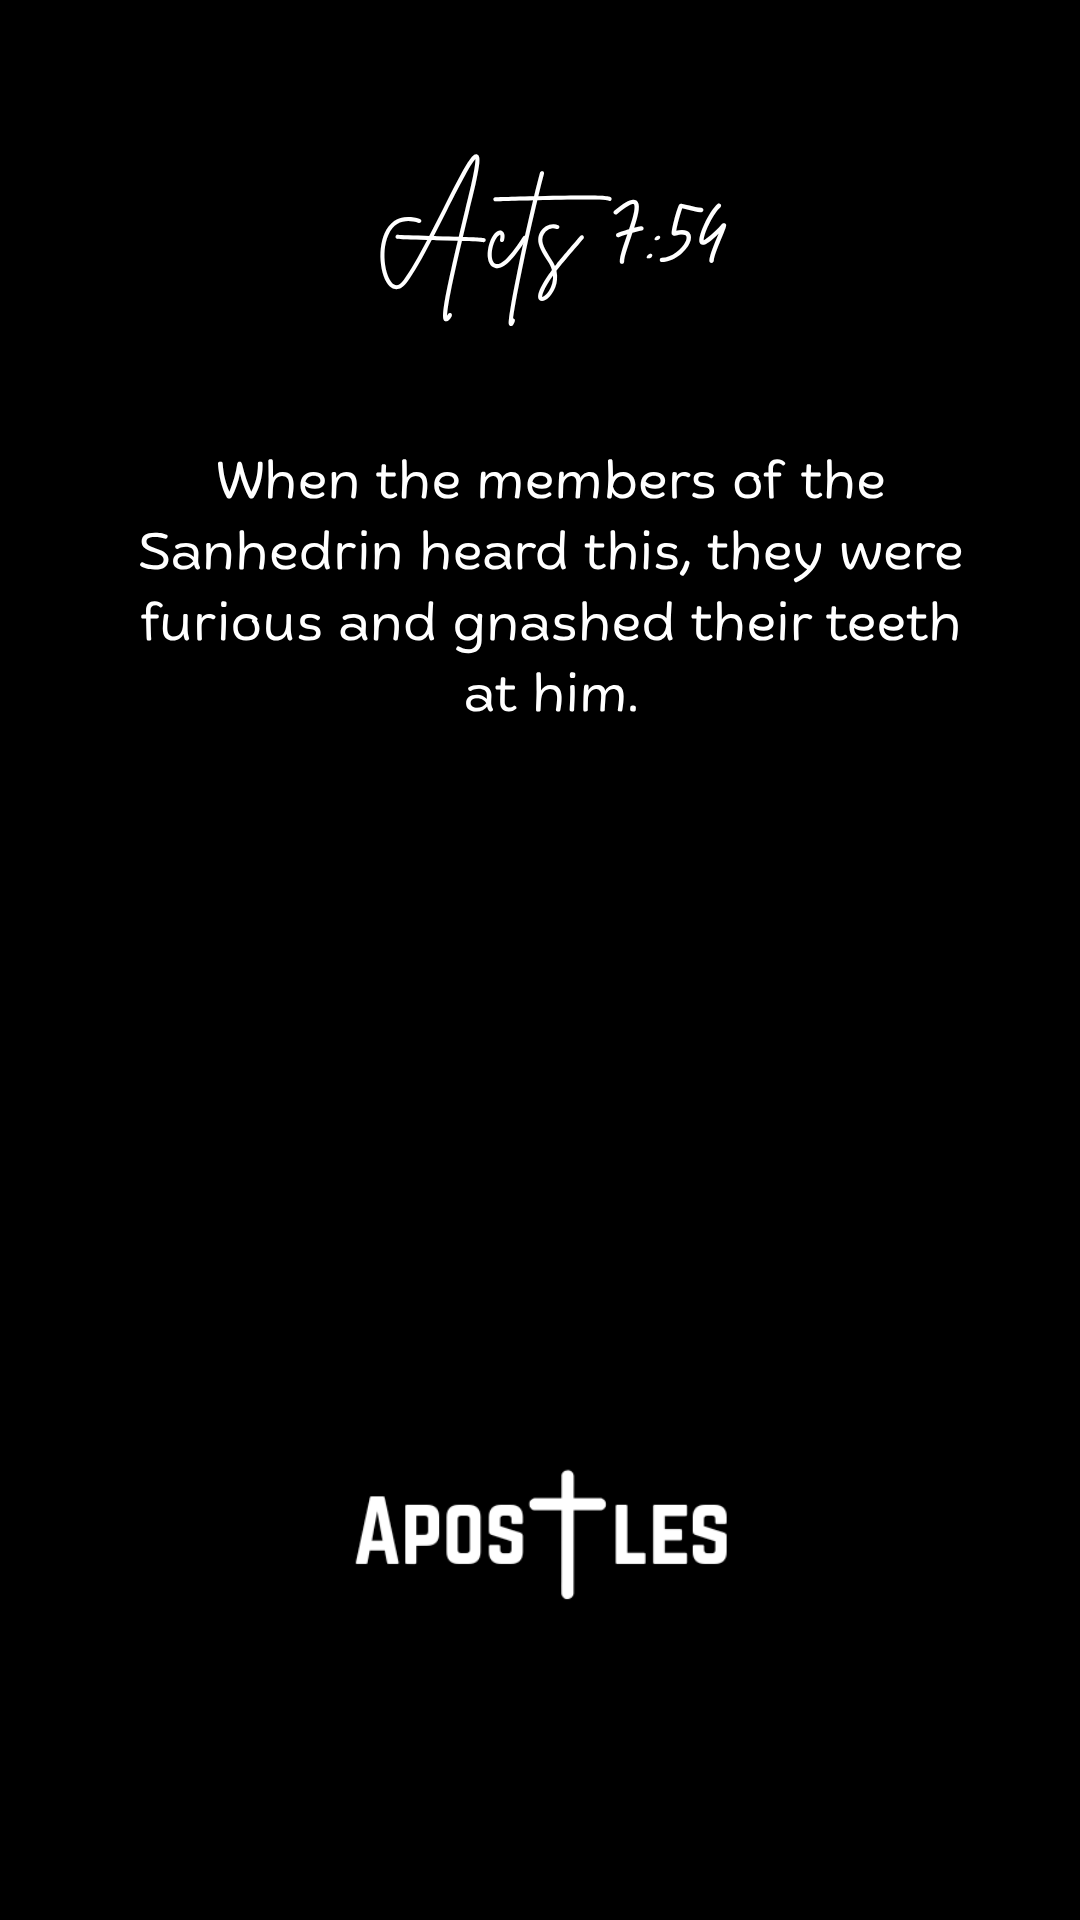 Acts 7:54
When the members of the
Sanhedrin heard this, they were
furious and gnashed their teeth
at him.
APOSTLES